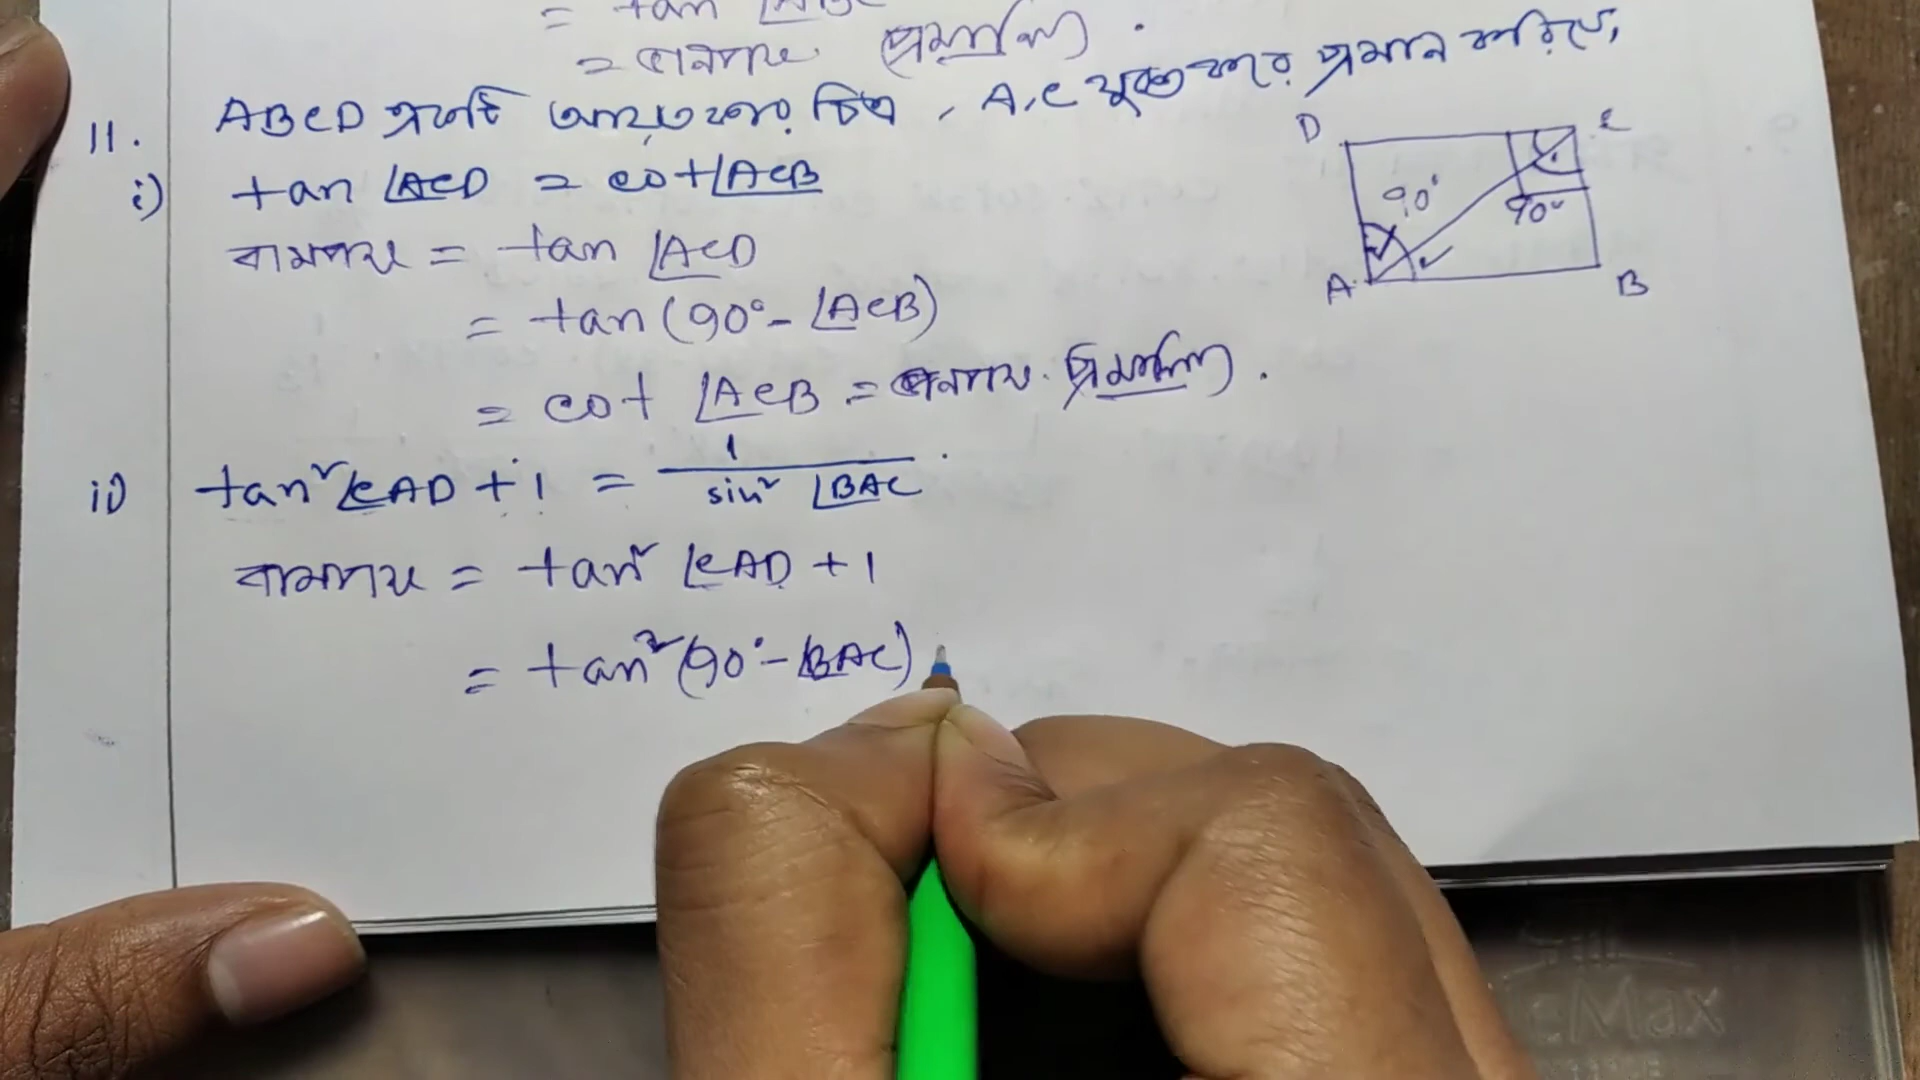 = tan ∠ABC
= ডানপক্ষ (প্রমাণিত) .
11. ABCD একটি আয়তকার চিত্র , A,C যুক্ত করে প্রমান করি যে,
i) tan ∠ACD = cot ∠ACB
বামপক্ষ = tan ∠ACD
= tan (90° - ∠ACB)
= cot ∠ACB = ডানপক্ষ . প্রমাণিত) .
ii) tan² ∠CAD + 1 = 1 / sin² ∠BAC .
বামপক্ষ = tan² ∠CAD + 1
= tan² (90° - ∠BAC)
D C
90° 90°
A B